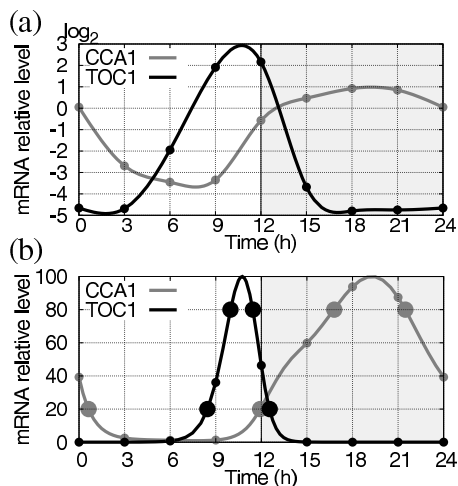 (a)
log2
mRNA relative level
3
2
1
0
-1
-2
-3
-4
-5
CCA1
TOC1
0 3 6 9 12 15 18 21 24
Time (h)
(b)
mRNA relative level
100
80
60
40
20
0
CCA1
TOC1
0 3 6 9 12 15 18 21 24
Time (h)